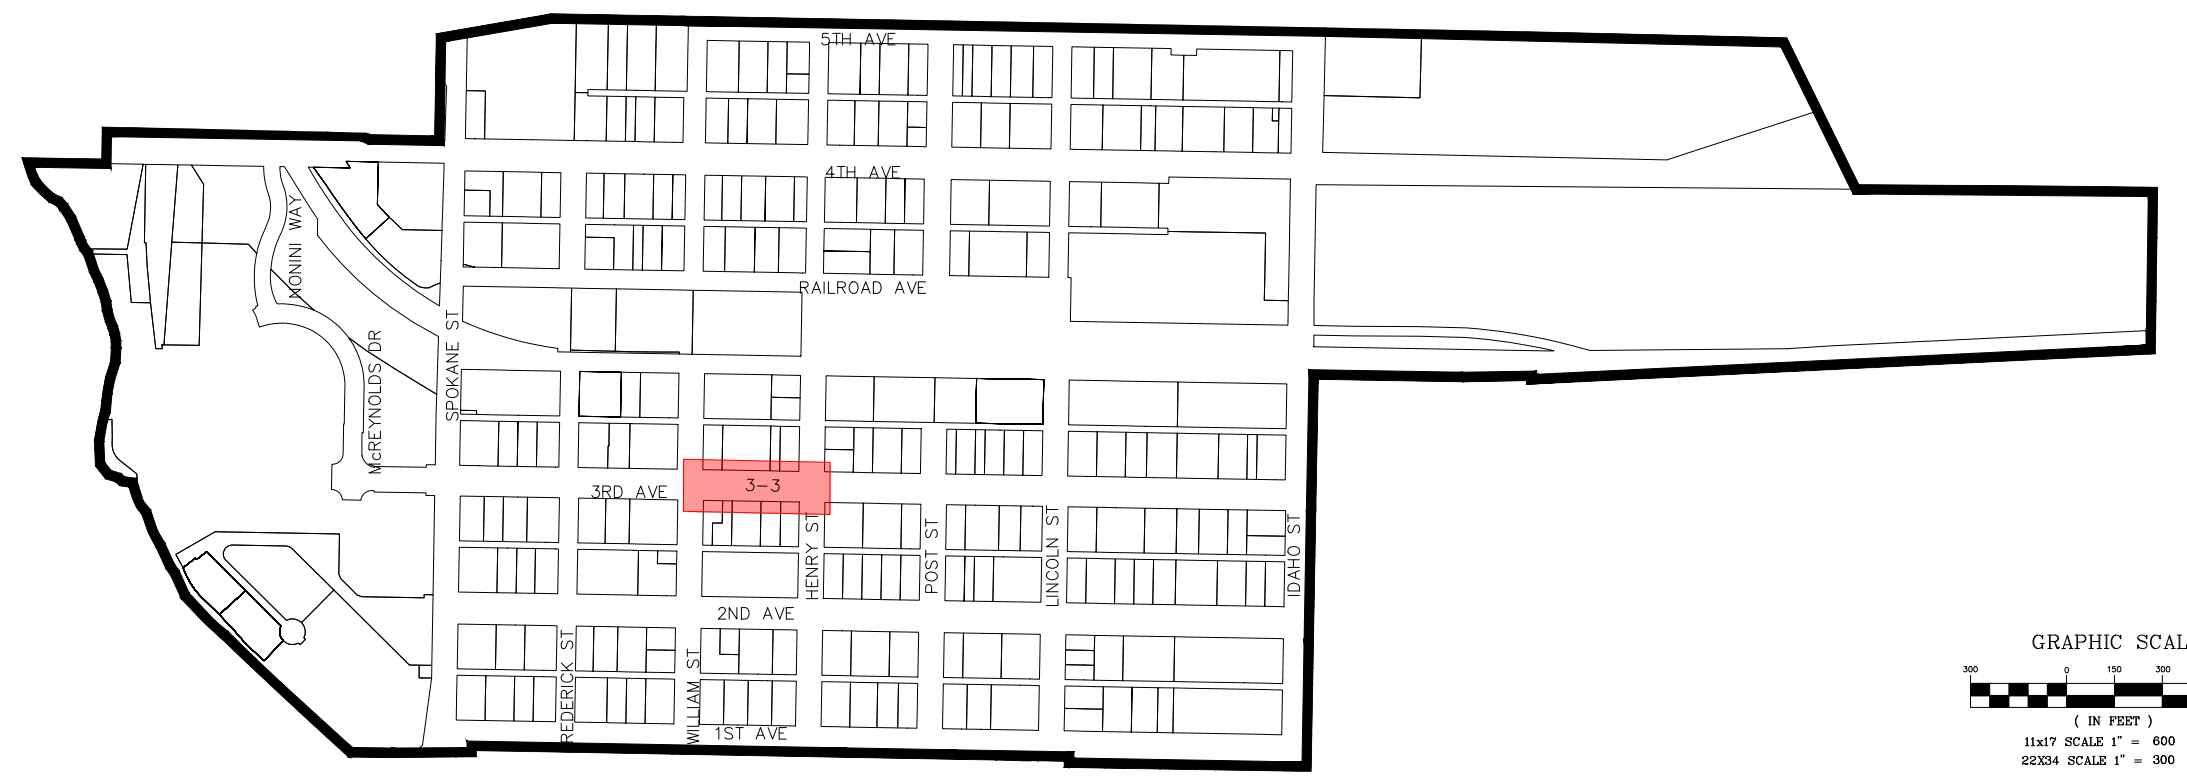 5TH AVE
4TH AVE
MONINI WAY
RAILROAD AVE
SPOKANE ST
McREYNOLDS DR
3-3
3RD AVE
HENRY ST
POST ST
LINCOLN ST
IDAHO ST
2ND AVE
FREDERICK ST
WILLIAM ST
1ST AVE
GRAPHIC SCAL
300 0 150 300
( IN FEET )
11x17 SCALE 1" = 600
22X34 SCALE 1" = 300